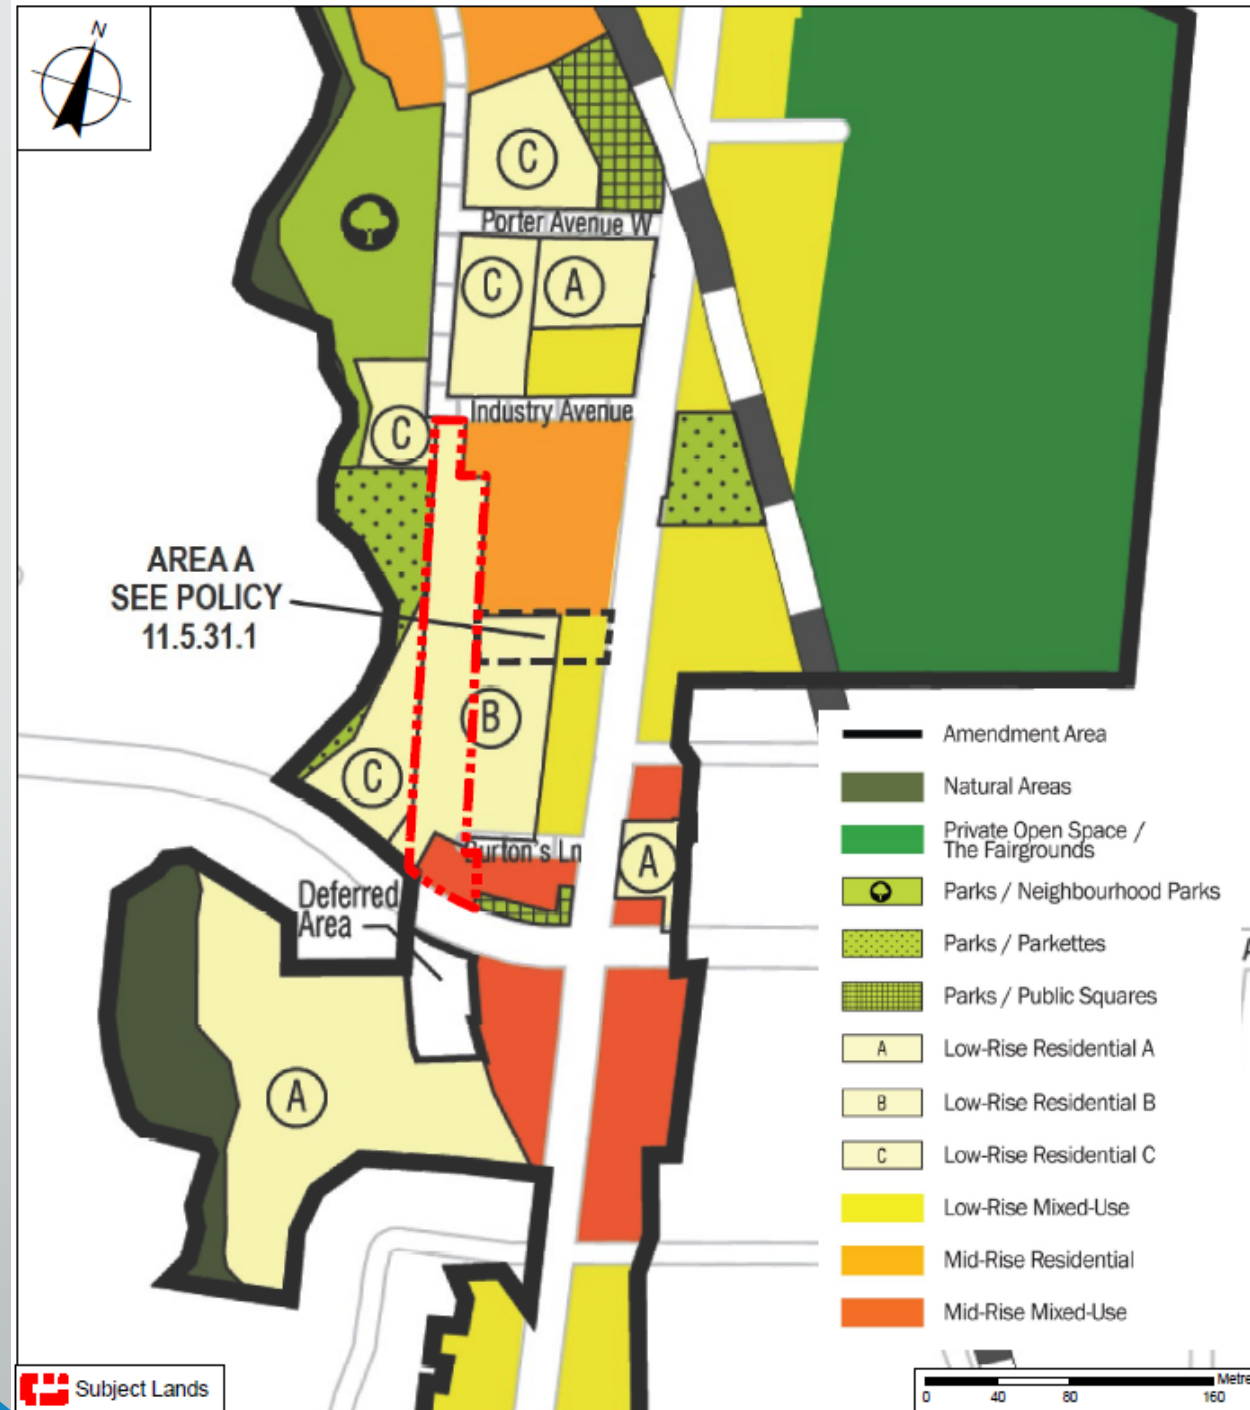 N
C
Porter Avenue W
C
A
Industry Avenue
C
AREA A
SEE POLICY
11.5.31.1
B
C
Burton's Ln
A
Deferred
Area
A
Amendment Area
Natural Areas
Private Open Space /
The Fairgrounds
Parks / Neighbourhood Parks
Parks / Parkettes
Parks / Public Squares
A Low-Rise Residential A
B Low-Rise Residential B
C Low-Rise Residential C
Low-Rise Mixed-Use
Mid-Rise Residential
Mid-Rise Mixed-Use
Subject Lands
Metre
0 40 80 160